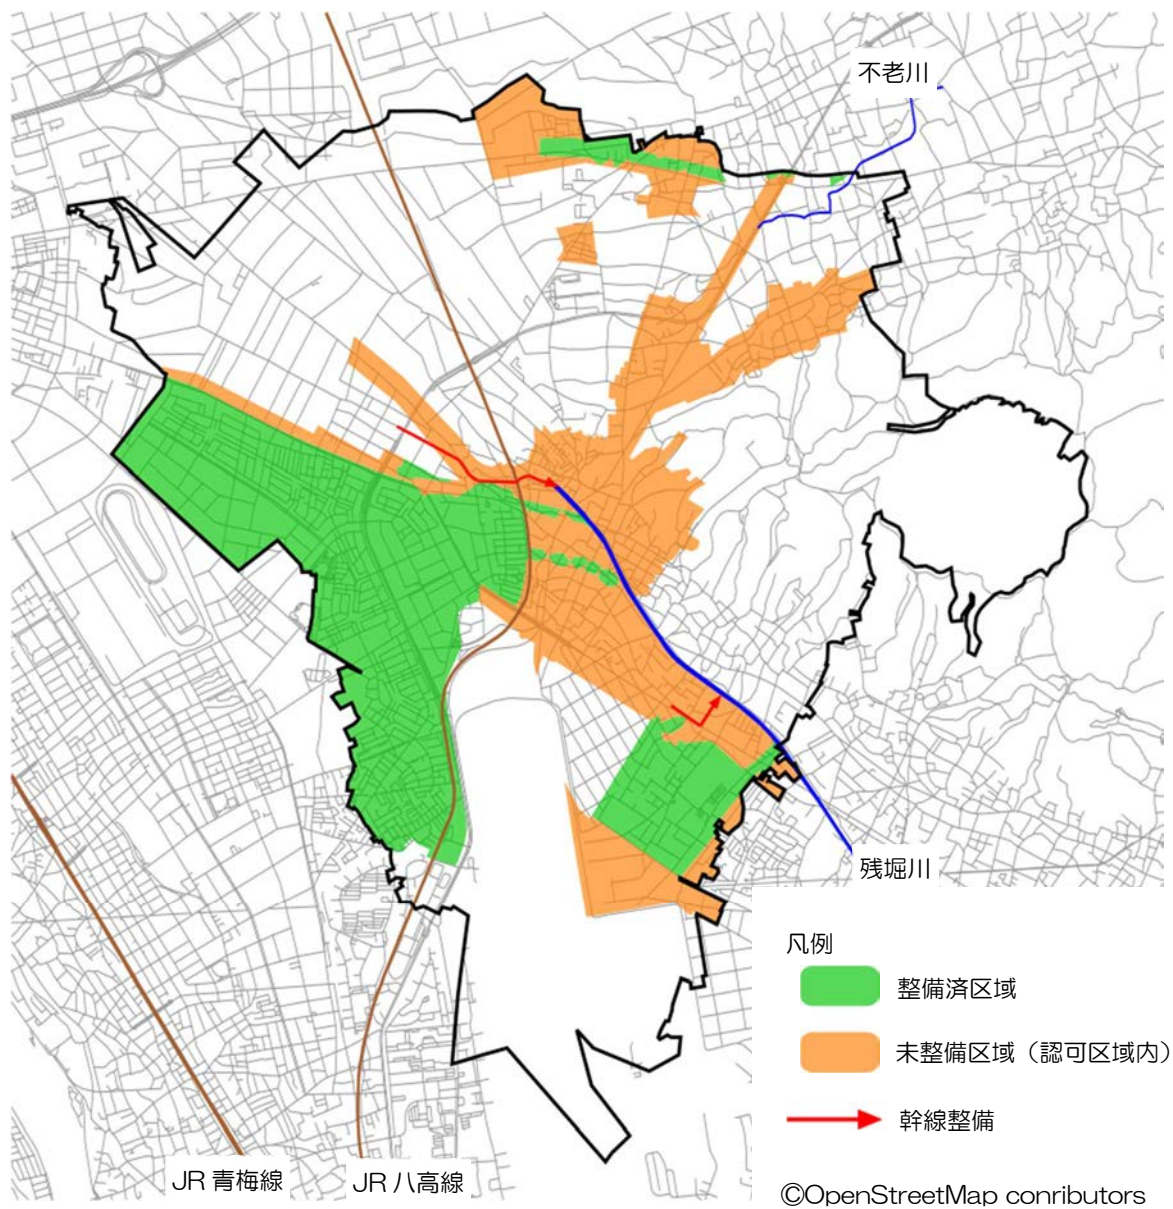 不老川
残堀川
凡例
整備済区域
未整備区域（認可区域内）
幹線整備
JR 青梅線
JR 八高線
©OpenStreetMap conributors